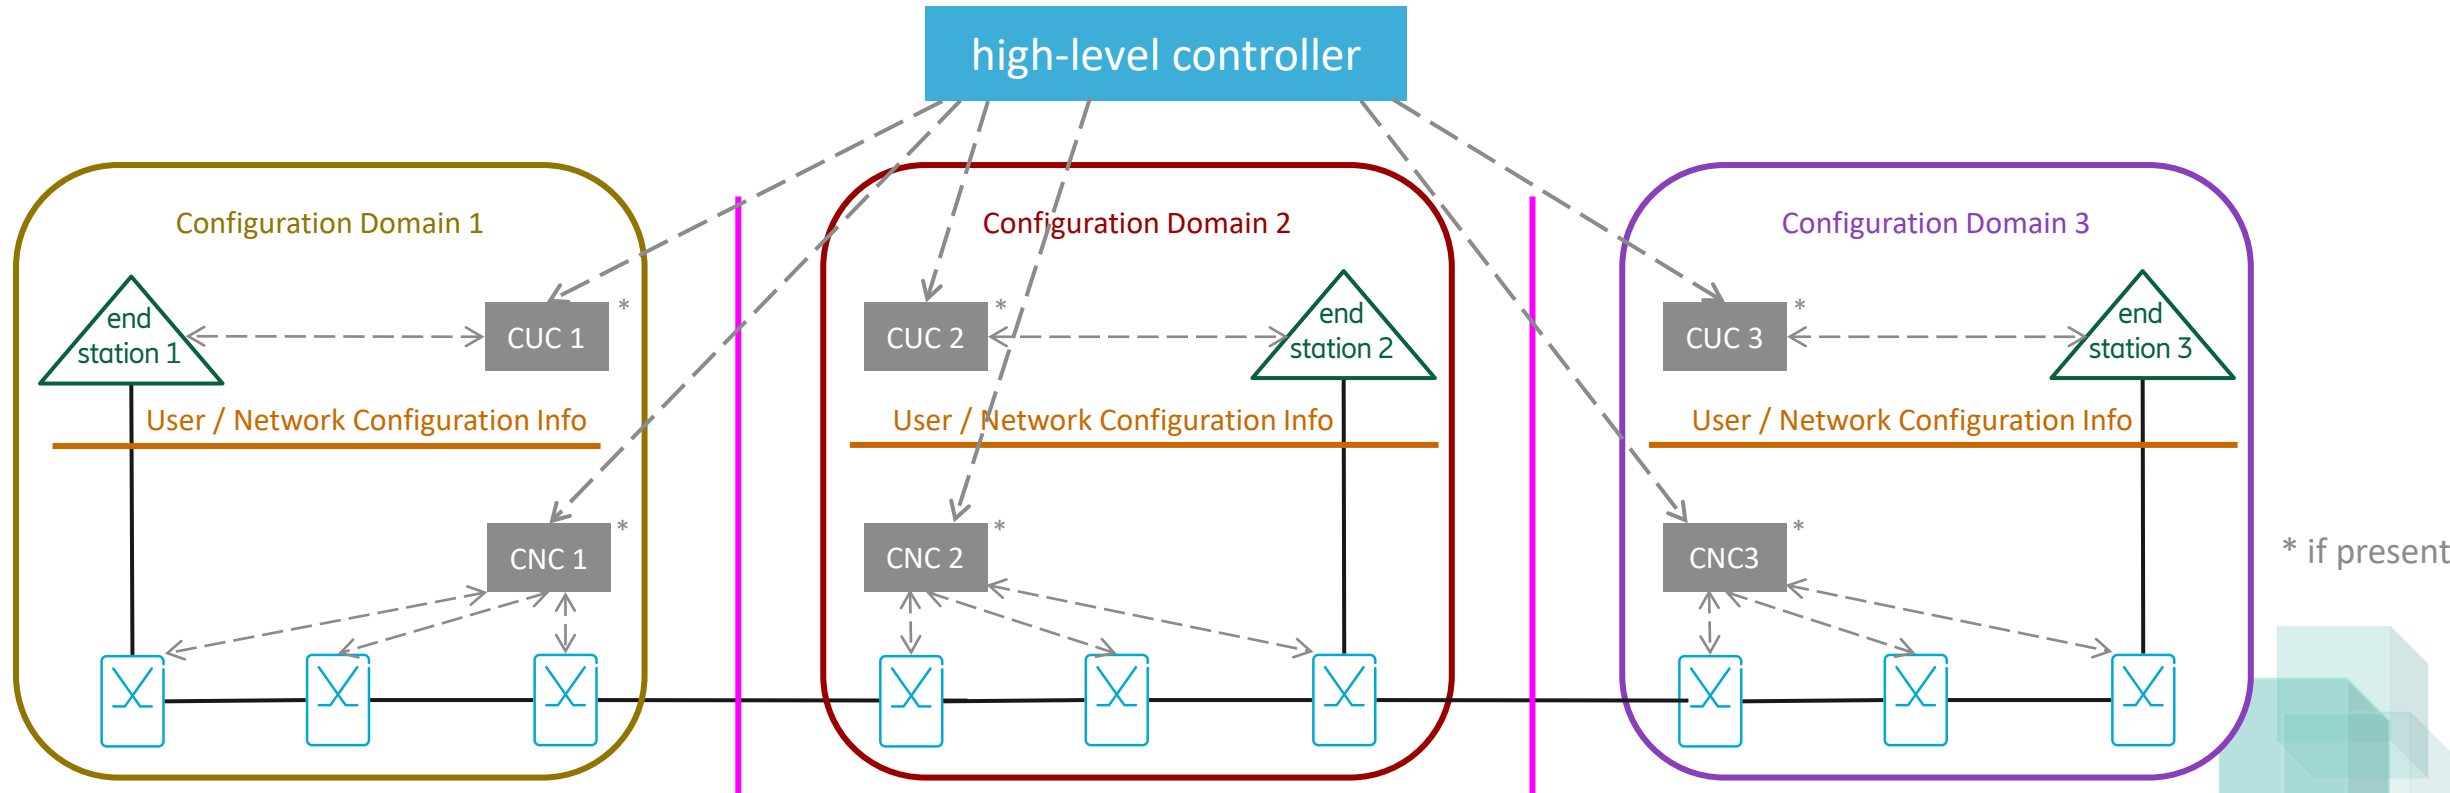 high-level controller
Configuration Domain 1
Configuration Domain 2
Configuration Domain 3
end
station 1
CUC 1
*
CUC 2
*
end
station 2
CUC 3
*
end
station 3
User / Network Configuration Info
User / Network Configuration Info
User / Network Configuration Info
CNC 1
*
CNC 2
*
CNC3
*
* if present